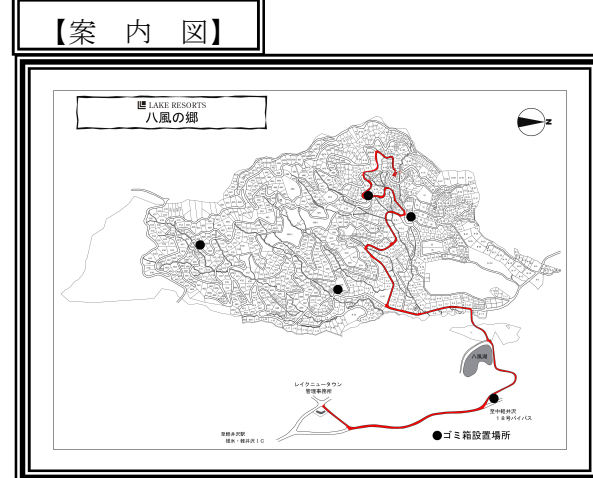 【案 内 図】
LAKE RESORTS
八風の郷
N
八風湖
レイクニュータウン
管理事務所
至中軽井沢
18号バイパス
至軽井沢駅
碓氷・軽井沢IC
●ゴミ箱設置場所